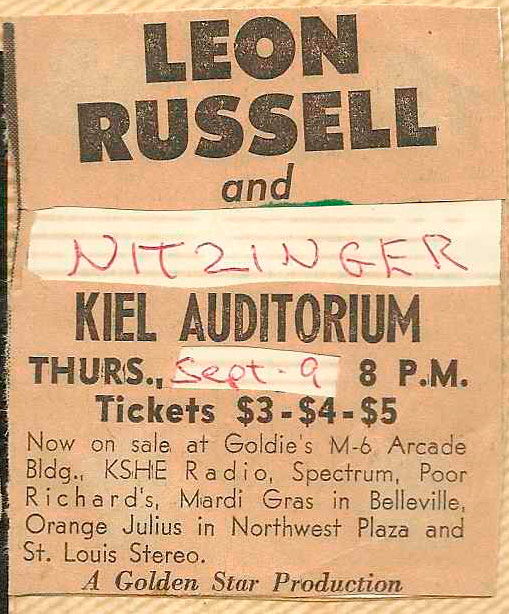 LEON
RUSSELL
and
NITZINGER
KIEL AUDITORIUM
THURS., Sept. 9 8 P.M.
Tickets $3-$4-$5
Now on sale at Goldie's M-6 Arcade
Bldg., KSHE Radio, Spectrum, Poor
Richard's, Mardi Gras in Belleville,
Orange Julius in Northwest Plaza and
St. Louis Stereo.
A Golden Star Production